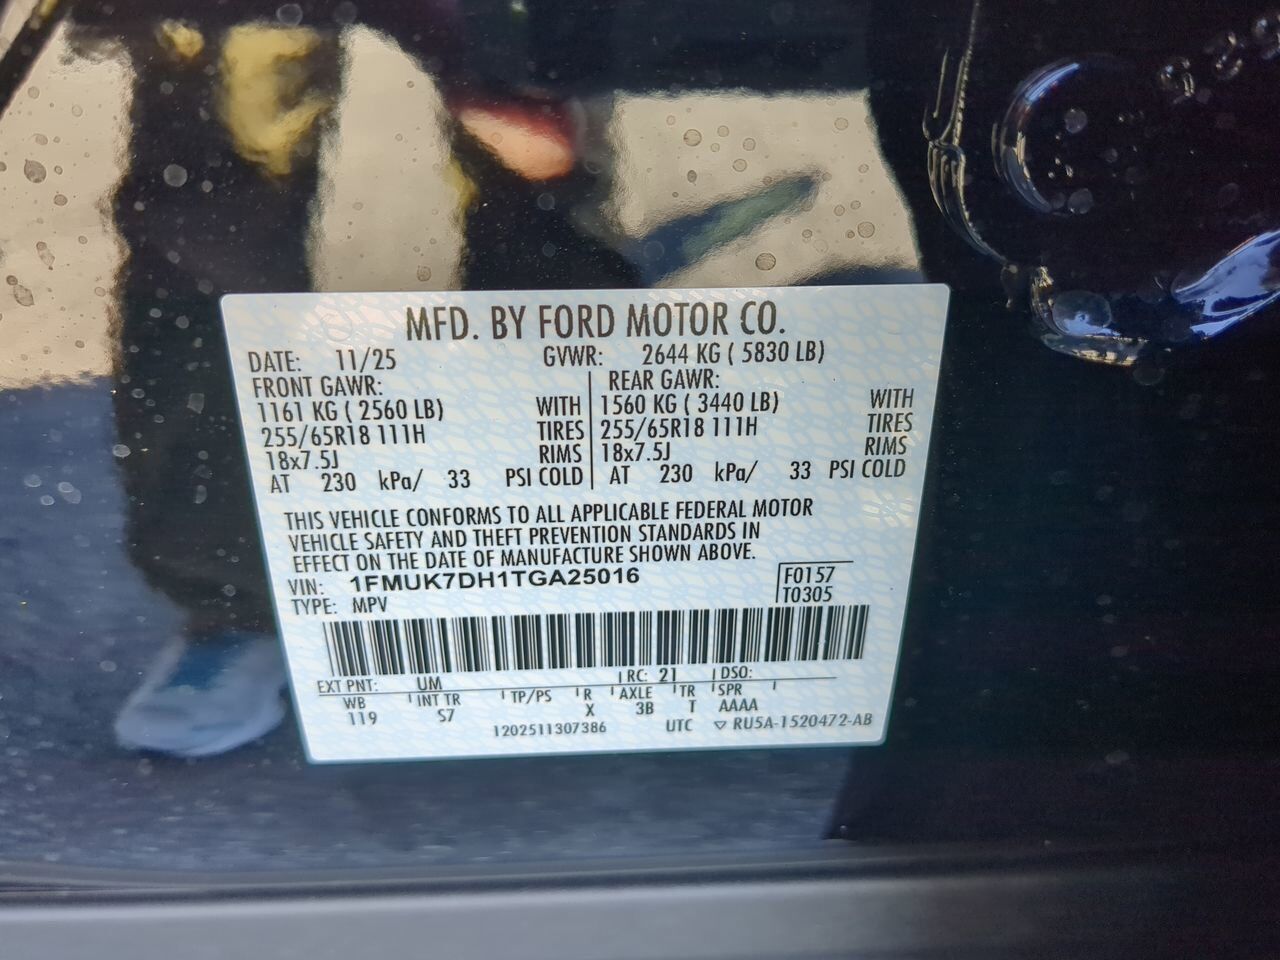 MFD. BY FORD MOTOR CO.
DATE: 11/25 GVWR: 2644 KG ( 5830 LB)
FRONT GAWR: REAR GAWR:
1161 KG ( 2560 LB) WITH 1560 KG ( 3440 LB) WITH
255/65R18 111H TIRES 255/65R18 111H TIRES
18x7.5J RIMS 18x7.5J RIMS
AT 230 kPa/ 33 PSI COLD AT 230 kPa/ 33 PSI COLD
THIS VEHICLE CONFORMS TO ALL APPLICABLE FEDERAL MOTOR
VEHICLE SAFETY AND THEFT PREVENTION STANDARDS IN
EFFECT ON THE DATE OF MANUFACTURE SHOWN ABOVE.
VIN: 1FMUK7DH1TGA25016 F0157
TYPE: MPV T0305
EXT PNT: UM RC: 21 DSO:
WB INT TR TP/PS R AXLE TR SPR
119 S7 X 3B T AAAA
1202511307386 UTC ▽ RU5A-1520472-AB